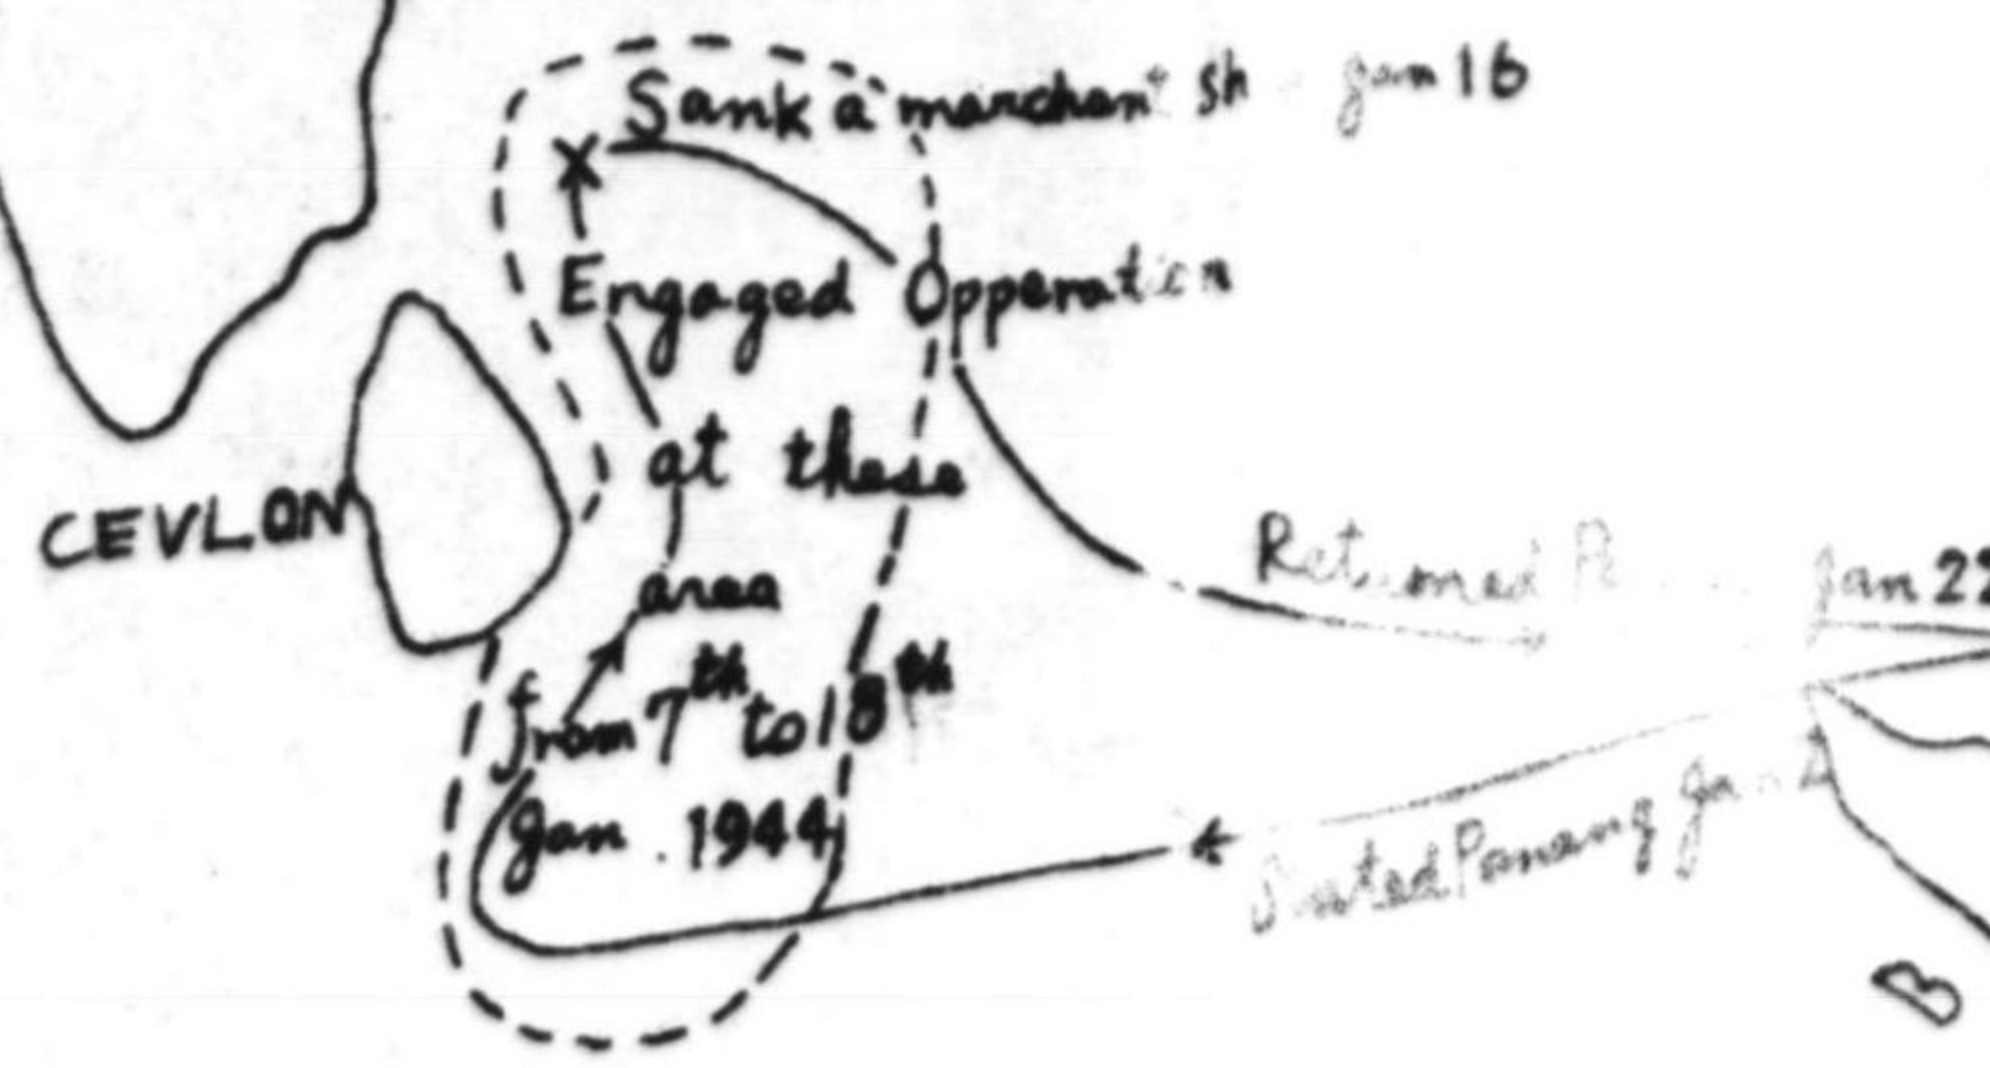 Sank a marchant Sh Jan 16
Engaged Opperation
at these
area
from 7th to 18th
Jan. 1944
CEVLON
Returned Jan 22
Panang
B